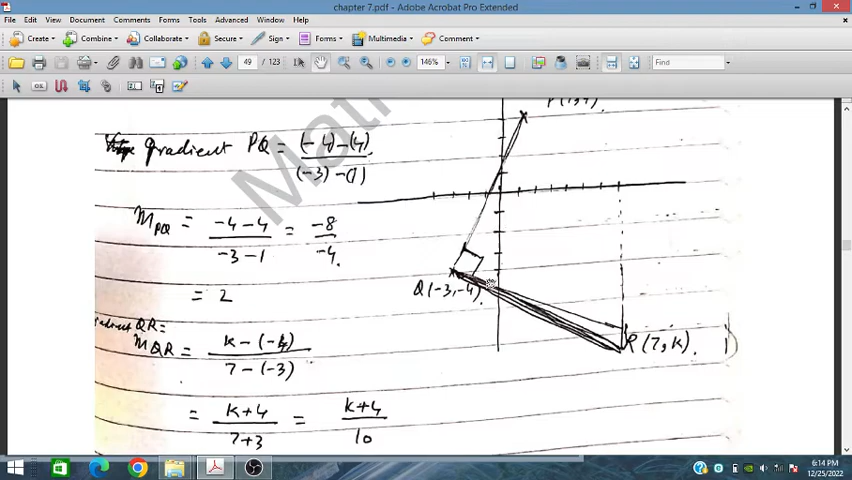 chapter 7.pdf - Adobe Acrobat Pro Extended
File Edit View Document Comments Forms Tools Advanced Window Help
Create Combine Collaborate Secure Sign Forms Multimedia Comment
49 / 123 146% Find
gradient PQ = (-4)-(4) / (-3)-(1)
M PQ = -4-4 / -3-1 = -8 / -4.
= 2
Q(-3,-4).
R(7,K).
QR =
M QR = K-(-4) / 7-(-3)
= K+4 / 7+3 = K+4 / 10
6:14 PM
12/25/2022